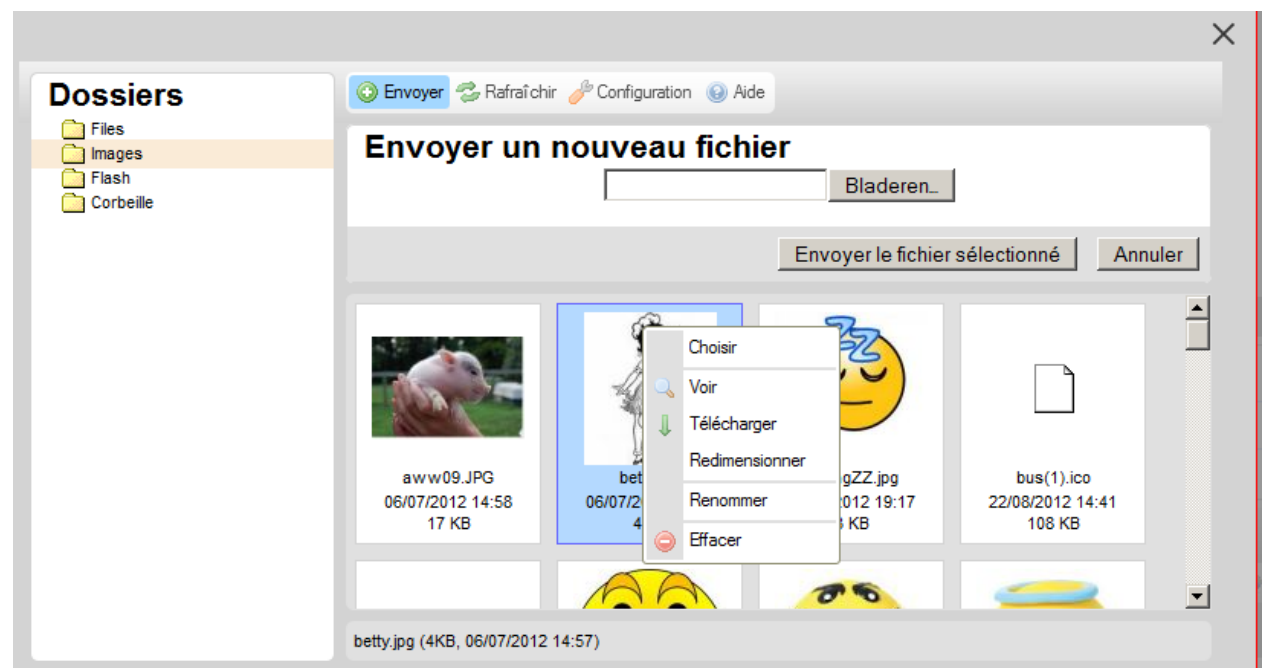 Dossiers
Files
Images
Flash
Corbeille
Envoyer Rafraîchir Configuration Aide
Envoyer un nouveau fichier
Bladeren...
Envoyer le fichier sélectionné Annuler
aww09.JPG
06/07/2012 14:58
17 KB
bet
06/07/2
4
Choisir
Voir
Télécharger
Redimensionner
Renommer
Effacer
gZZ.jpg
012 19:17
KB
bus(1).ico
22/08/2012 14:41
108 KB
betty.jpg (4KB, 06/07/2012 14:57)